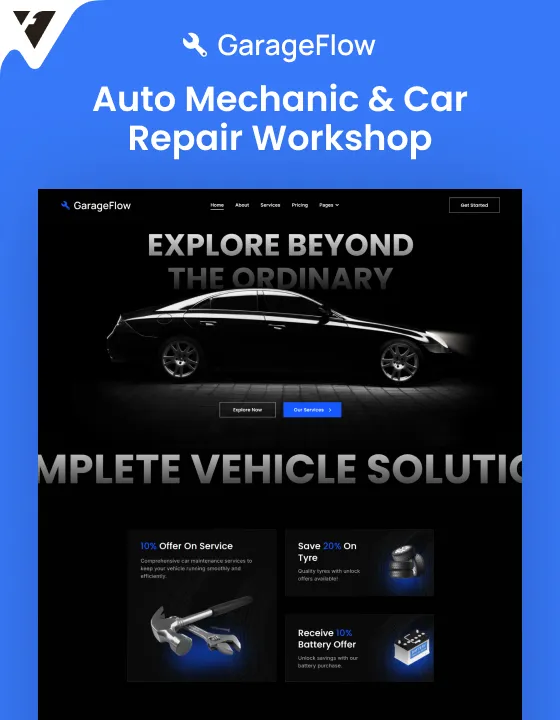 GarageFlow
Auto Mechanic & Car
Repair Workshop
GarageFlow
Home
About
Services
Pricing
Pages
Get Started
EXPLORE BEYOND
THE ORDINARY
Explore Now
Our Services
MPLETE VEHICLE SOLUTIO
10% Offer On Service
Comprehensive car maintenance services to
keep your vehicle running smoothly and
efficiently.
Save 20% On
Tyre
Quality tyres with unlock
offers available!
Receive 10%
Battery Offer
Unlock savings with our
battery purchase.